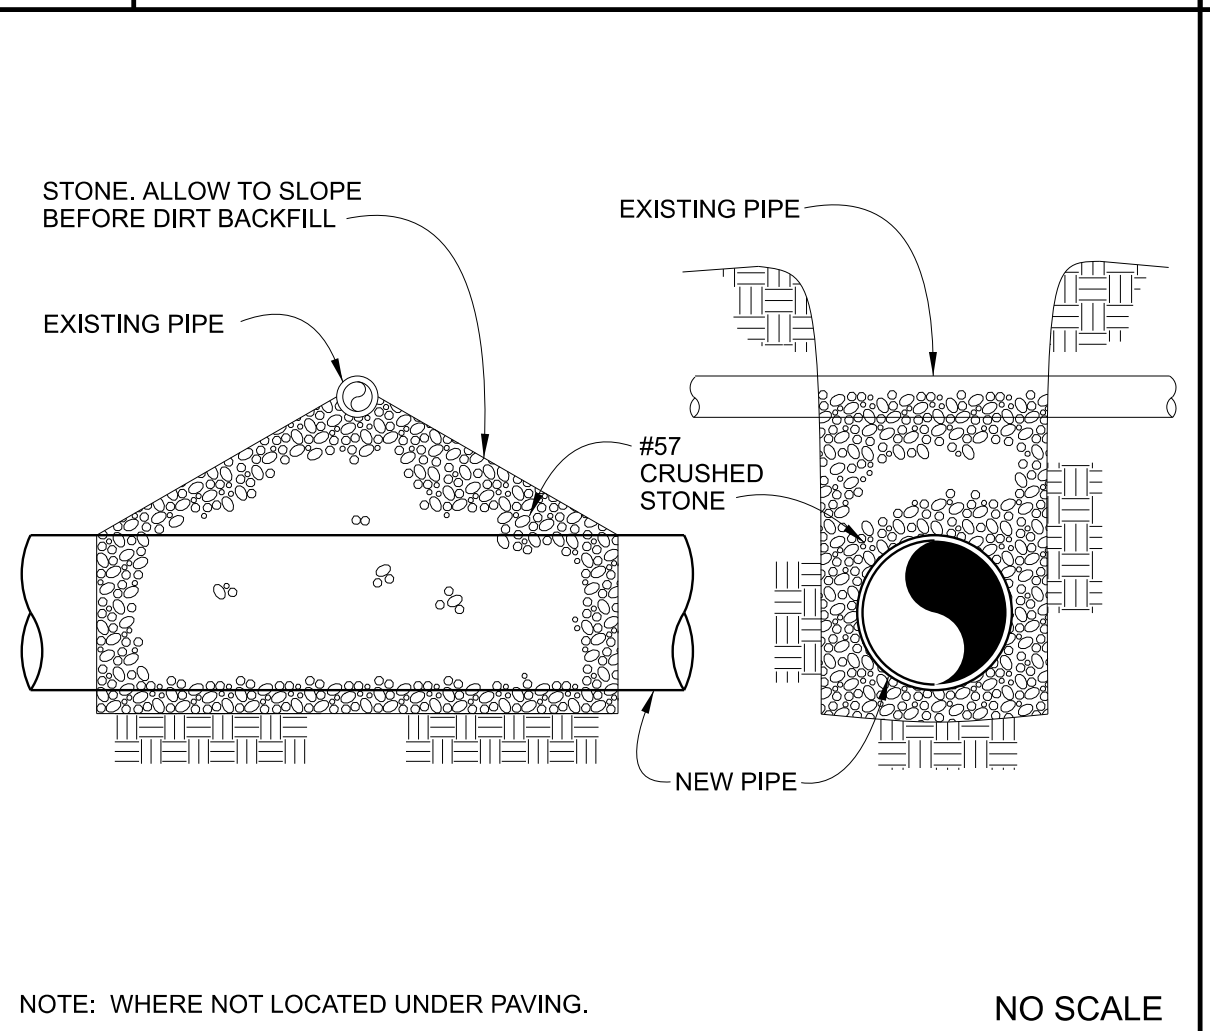 STONE. ALLOW TO SLOPE
BEFORE DIRT BACKFILL
EXISTING PIPE
EXISTING PIPE
#57
CRUSHED
STONE
NEW PIPE
NOTE: WHERE NOT LOCATED UNDER PAVING.
NO SCALE